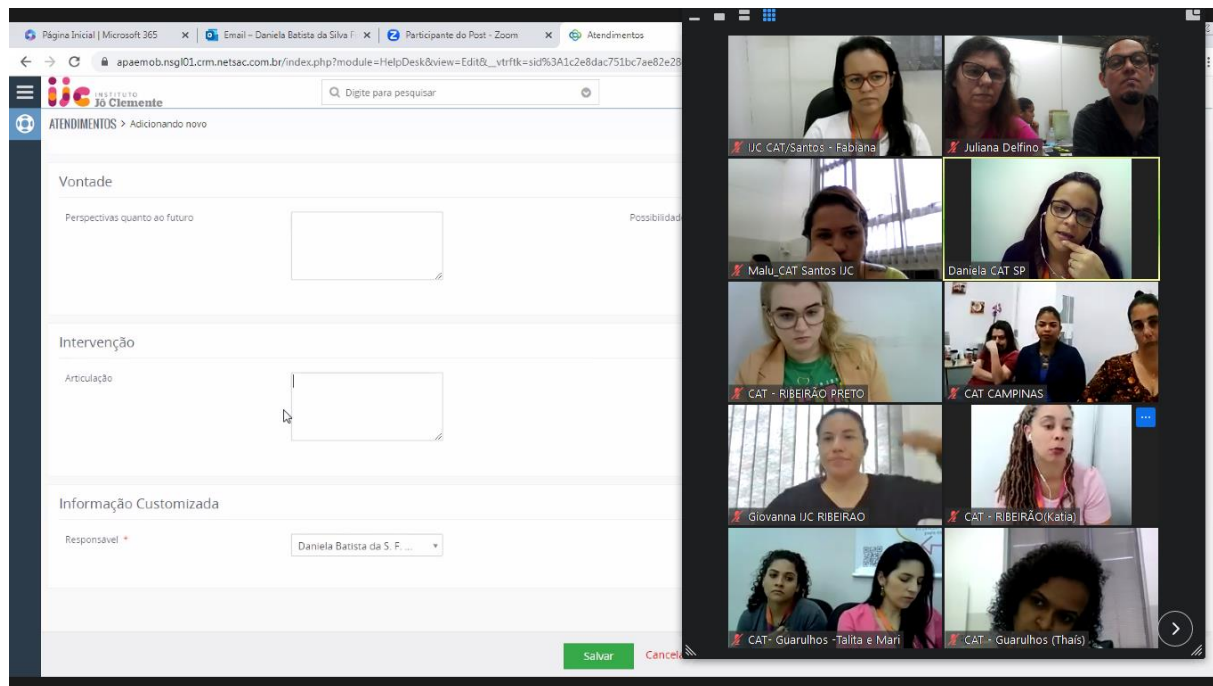 Página Inicial | Microsoft 365
Email – Daniela Batista da Silva F
Participante do Post - Zoom
Atendimentos
apaemob.nsgl01.crm.netsac.com.br/index.php?module=HelpDesk&view=Edit&__vtrftk=sid%3A1c2e8dac751bc7ae82e28
ijc INSTITUTO
Jô Clemente
Digite para pesquisar
ATENDIMENTOS > Adicionando novo
Vontade
Perspectivas quanto ao futuro
Possibilidad
Intervenção
Articulação
Informação Customizada
Responsável *
Daniela Batista da S. F. ...
Salvar
Cancela
IJC CAT/Santos - Fabiana
Juliana Delfino
Malu_CAT Santos IJC
Daniela CAT SP
CAT - RIBEIRÃO PRETO
CAT CAMPINAS
Giovanna IJC RIBEIRAO
CAT - RIBEIRÃO(Katia)
CAT- Guarulhos -Talita e Mari
CAT - Guarulhos (Thaís)